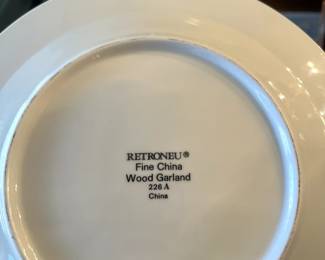 RETRONEU®
Fine China
Wood Garland
226 A
China